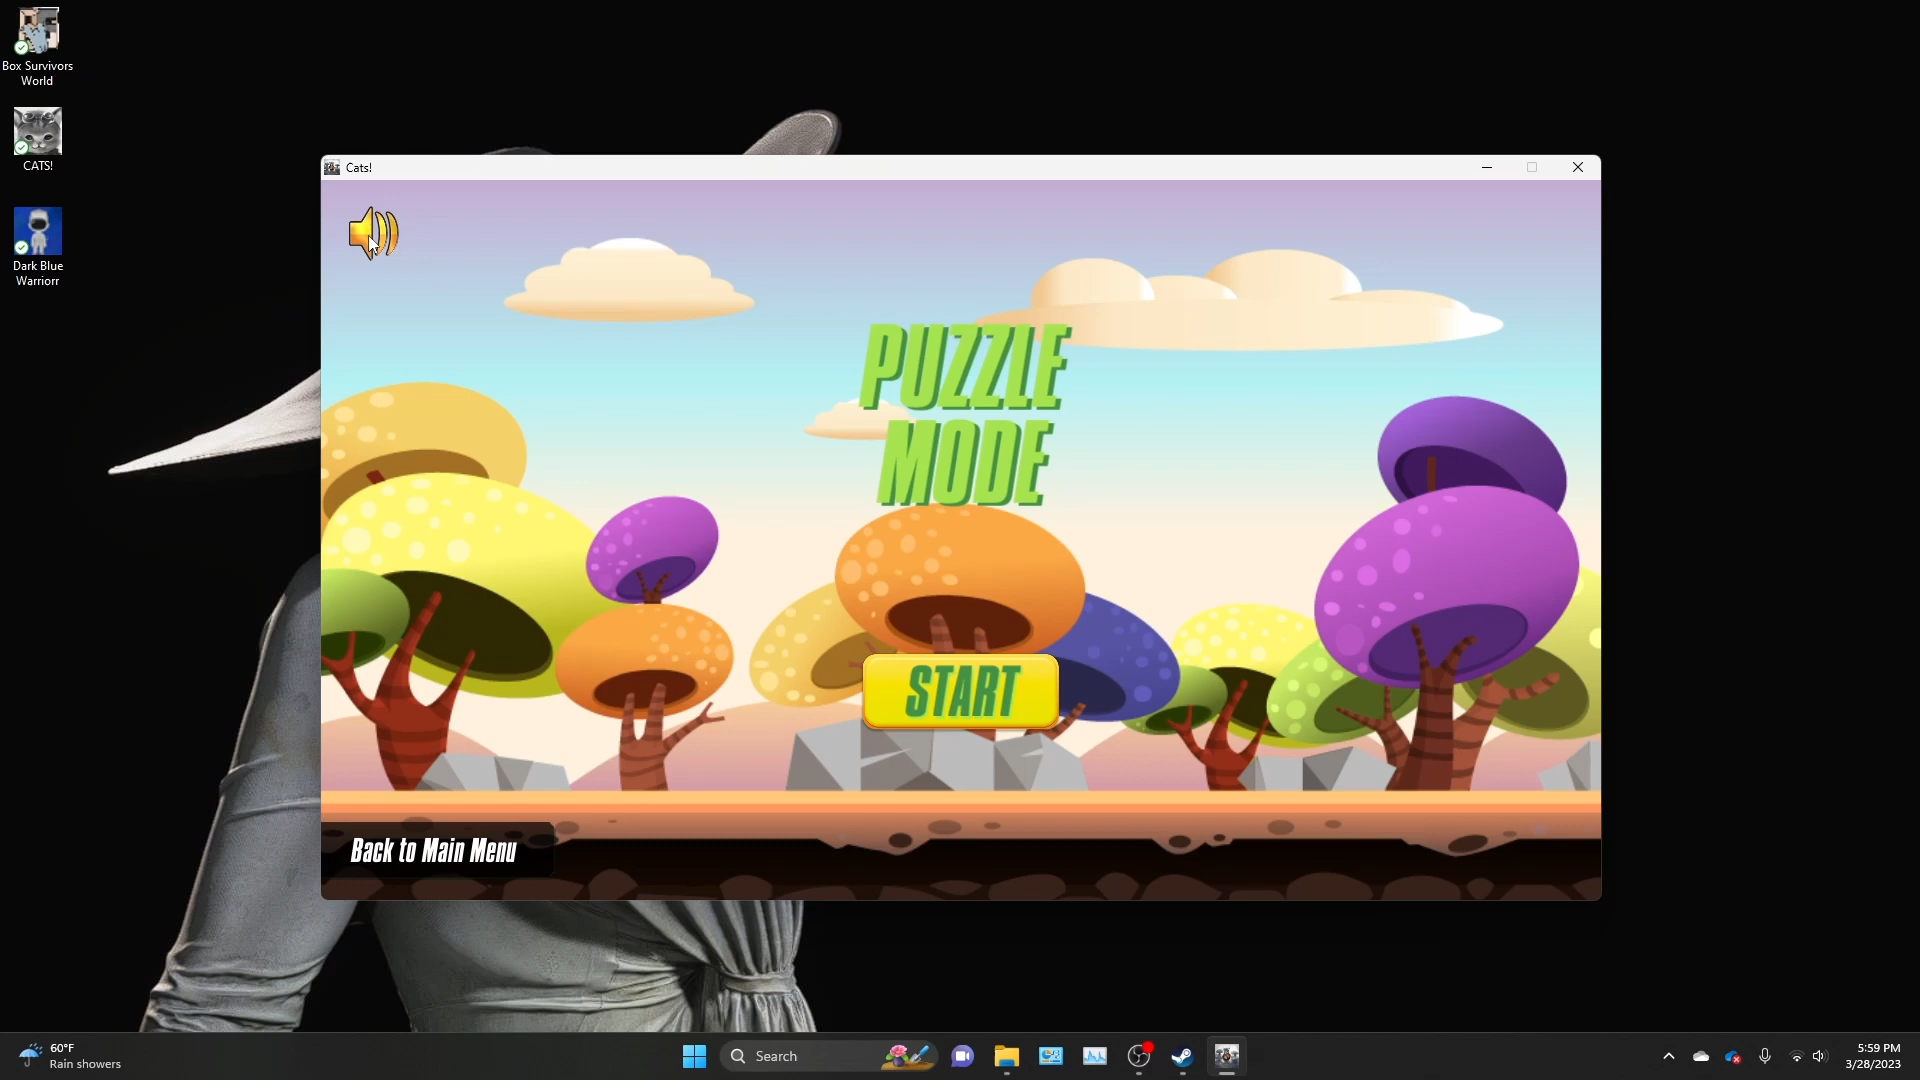 Box Survivors
World
CATS!
Dark Blue
Warriorr
Cats!
PUZZLE
MODE
START
Back to Main Menu
60°F
Rain showers
Search
5:59 PM
3/28/2023